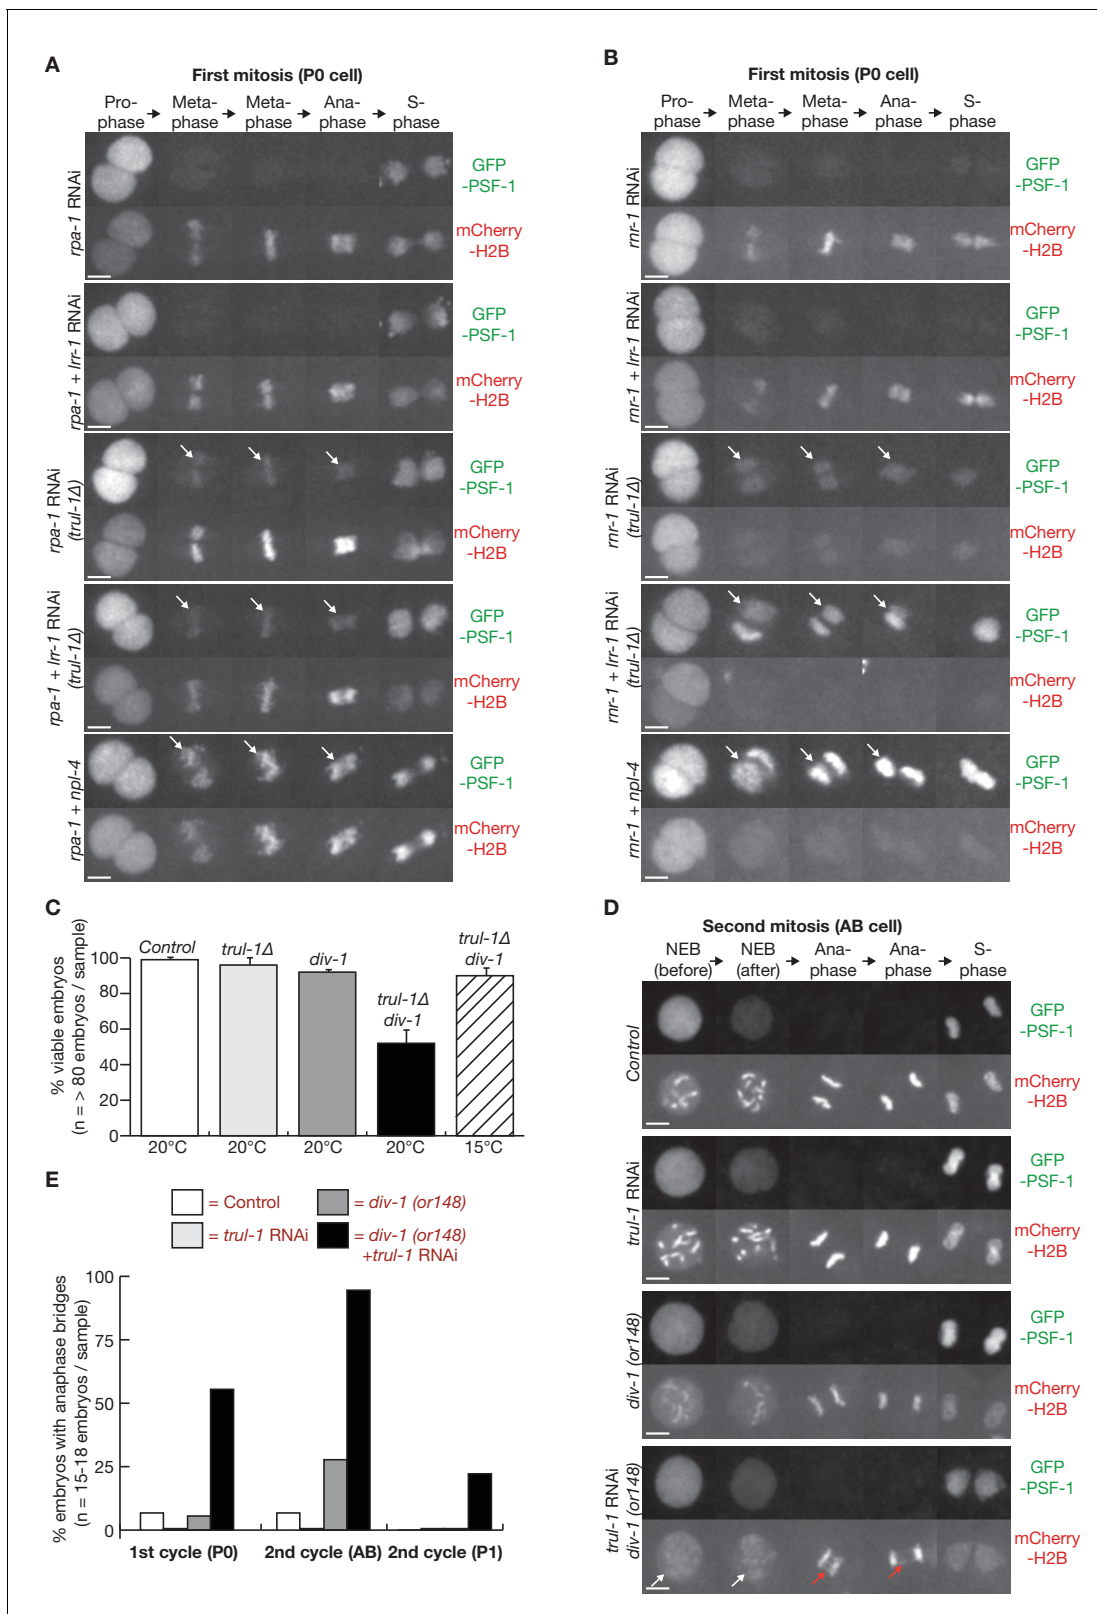 A
First mitosis (P0 cell)
Pro-phase → Meta-phase → Meta-phase → Ana-phase → S-phase
rpa-1 RNAi
GFP
-PSF-1
mCherry
-H2B
rpa-1 + lrr-1 RNAi
GFP
-PSF-1
mCherry
-H2B
rpa-1 RNAi
(trul-1Δ)
GFP
-PSF-1
mCherry
-H2B
rpa-1 + lrr-1 RNAi
(trul-1Δ)
GFP
-PSF-1
mCherry
-H2B
rpa-1 + npl-4
GFP
-PSF-1
mCherry
-H2B
B
First mitosis (P0 cell)
Pro-phase → Meta-phase → Meta-phase → Ana-phase → S-phase
rnr-1 RNAi
GFP
-PSF-1
mCherry
-H2B
rnr-1 + lrr-1 RNAi
GFP
-PSF-1
mCherry
-H2B
rnr-1 RNAi
(trul-1Δ)
GFP
-PSF-1
mCherry
-H2B
rnr-1 + lrr-1 RNAi
(trul-1Δ)
GFP
-PSF-1
mCherry
-H2B
rnr-1 + npl-4
GFP
-PSF-1
mCherry
-H2B
C
% viable embryos
(n = > 80 embryos / sample)
100
80
60
40
20
0
Control
trul-1Δ
div-1
trul-1Δ
div-1
trul-1Δ
div-1
20°C 20°C 20°C 20°C 15°C
D
Second mitosis (AB cell)
NEB (before) → NEB (after) → Ana-phase → Ana-phase → S-phase
Control
GFP
-PSF-1
mCherry
-H2B
trul-1 RNAi
GFP
-PSF-1
mCherry
-H2B
div-1 (or148)
GFP
-PSF-1
mCherry
-H2B
trul-1 RNAi
div-1 (or148)
GFP
-PSF-1
mCherry
-H2B
E
= Control
= div-1 (or148)
= trul-1 RNAi
= div-1 (or148)
+trul-1 RNAi
% embryos with anaphase bridges
(n = 15-18 embryos / sample)
100
75
50
25
0
1st cycle (P0) 2nd cycle (AB) 2nd cycle (P1)